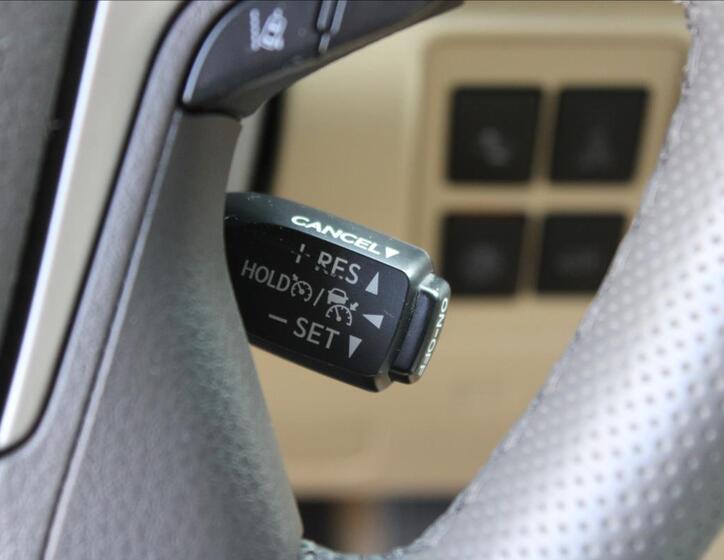 CANCEL▼
+ RES ▲
HOLD / ◀
— SET ▼
ON-OFF